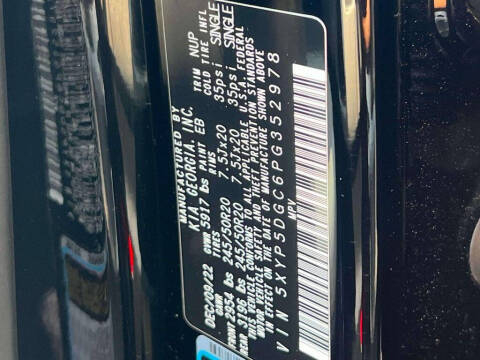 MANUFACTURED BY
KIA GEORGIA, INC.
DEC/09/22 GVWR 5917 lbs PAINT EB TRIM NUP
GAWR TIRES RIMS COLD TIRE INFL
FRONT 2954 lbs 245/50R20 7.5Jx20 35psi SINGLE
REAR 3196 lbs 245/50R20 7.5Jx20 35psi SINGLE
THIS VEHICLE CONFORMS TO ALL APPLICABLE U.S.A FEDERAL
MOTOR VEHICLE SAFETY AND THEFT PREVENTION STANDARDS
IN EFFECT ON THE DATE OF MANUFACTURE SHOWN ABOVE
VIN 5XYP5DGC6PG352978
MPV